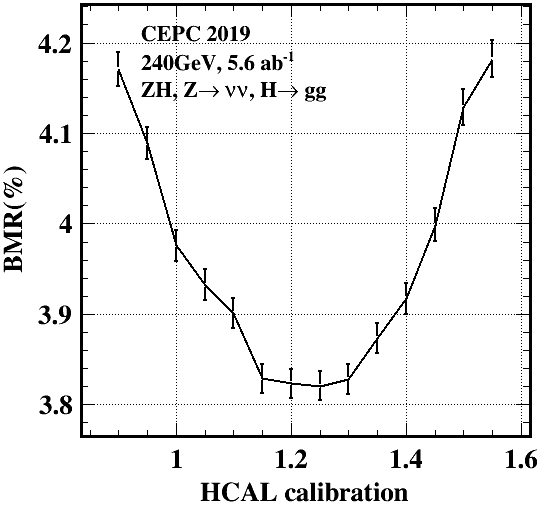 CEPC 2019
240GeV, 5.6 ab⁻¹
ZH, Z→ νν, H→ gg
BMR(%)
4.2
4.1
4
3.9
3.8
1
1.2
1.4
1.6
HCAL calibration